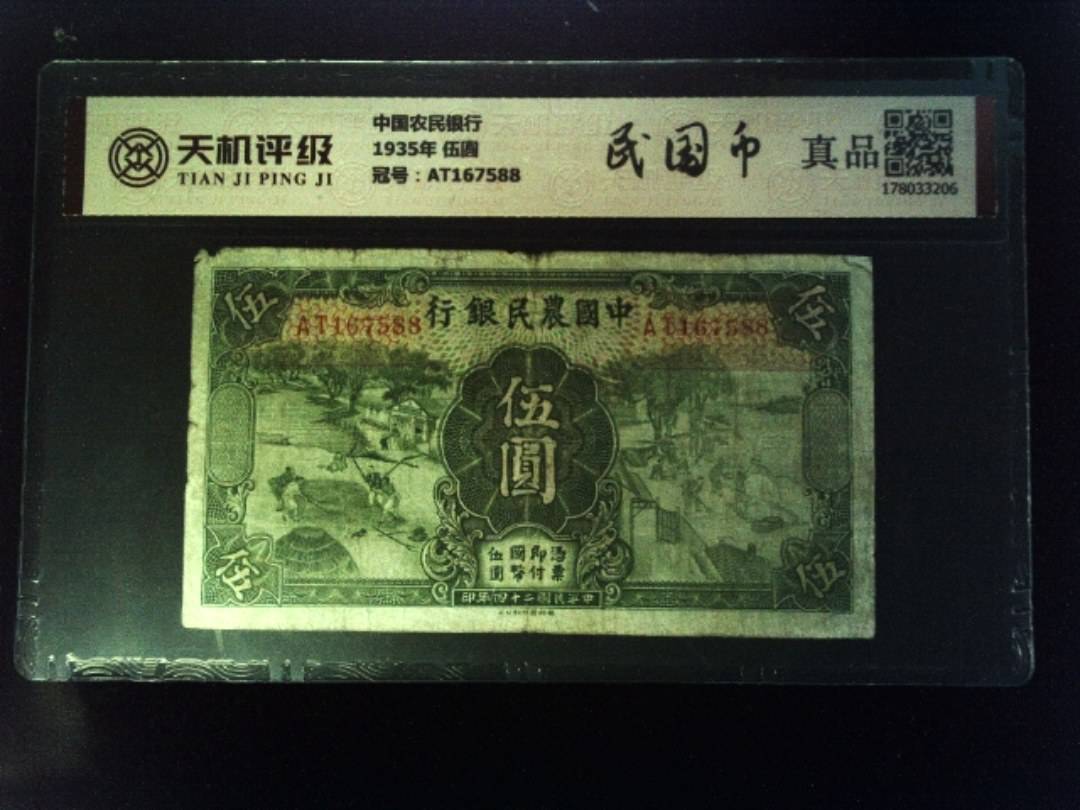 天机评级
TIAN JI PING JI
中国农民银行
1935年 伍圆
冠号：AT167588
民国币
真品
178033206
伍
伍
行銀民農國中
AT167588
AT167588
伍
圓
憑票
即付
國幣
伍圓
印年四十二國民華中
伍
伍